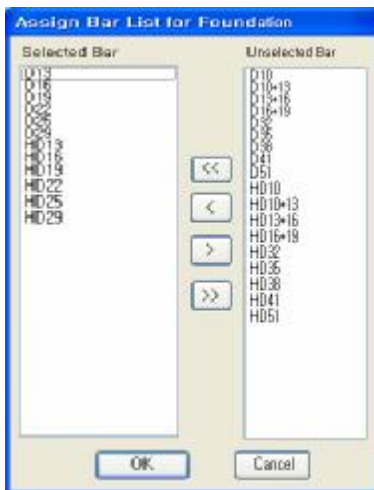 Assign Bar List for Foundation
Selected Bar
D13
D16
D19
D22
D25
D29
HD13
HD16
HD19
HD22
HD25
HD29
<<
<
>
>>
Unselected Bar
D10
D10+13
D13+16
D16+19
D32
D35
D38
D41
D51
HD10
HD10+13
HD13+16
HD16+19
HD32
HD35
HD38
HD41
HD51
OK
Cancel